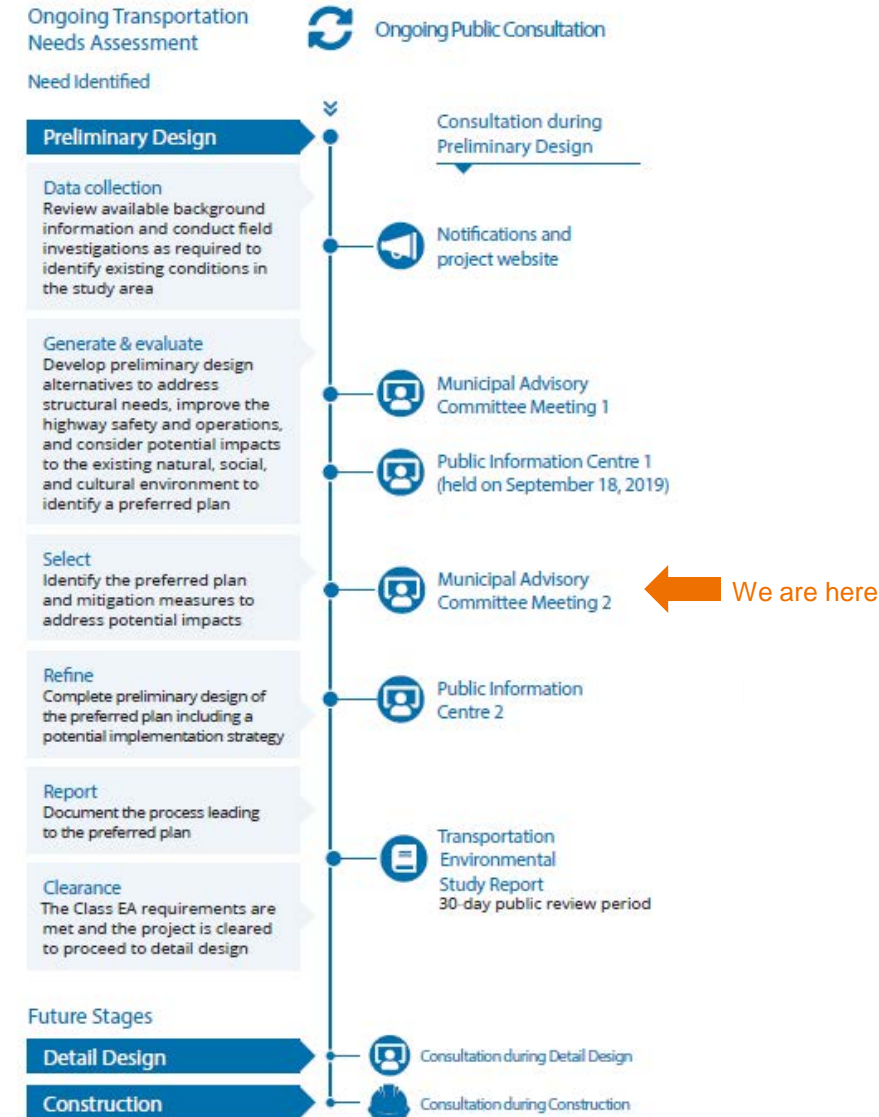 Ongoing Transportation
Needs Assessment
Ongoing Public Consultation
Need Identified
Preliminary Design
Consultation during
Preliminary Design
Data collection
Review available background
information and conduct field
investigations as required to
identify existing conditions in
the study area
Notifications and
project website
Generate & evaluate
Develop preliminary design
alternatives to address
structural needs, improve the
highway safety and operations,
and consider potential impacts
to the existing natural, social,
and cultural environment to
identify a preferred plan
Municipal Advisory
Committee Meeting 1
Public Information Centre 1
(held on September 18, 2019)
Select
Identify the preferred plan
and mitigation measures to
address potential impacts
Municipal Advisory
Committee Meeting 2
We are here
Refine
Complete preliminary design of
the preferred plan including a
potential implementation strategy
Public Information
Centre 2
Report
Document the process leading
to the preferred plan
Transportation
Environmental
Study Report
30-day public review period
Clearance
The Class EA requirements are
met and the project is cleared
to proceed to detail design
Future Stages
Detail Design
Consultation during Detail Design
Construction
Consultation during Construction